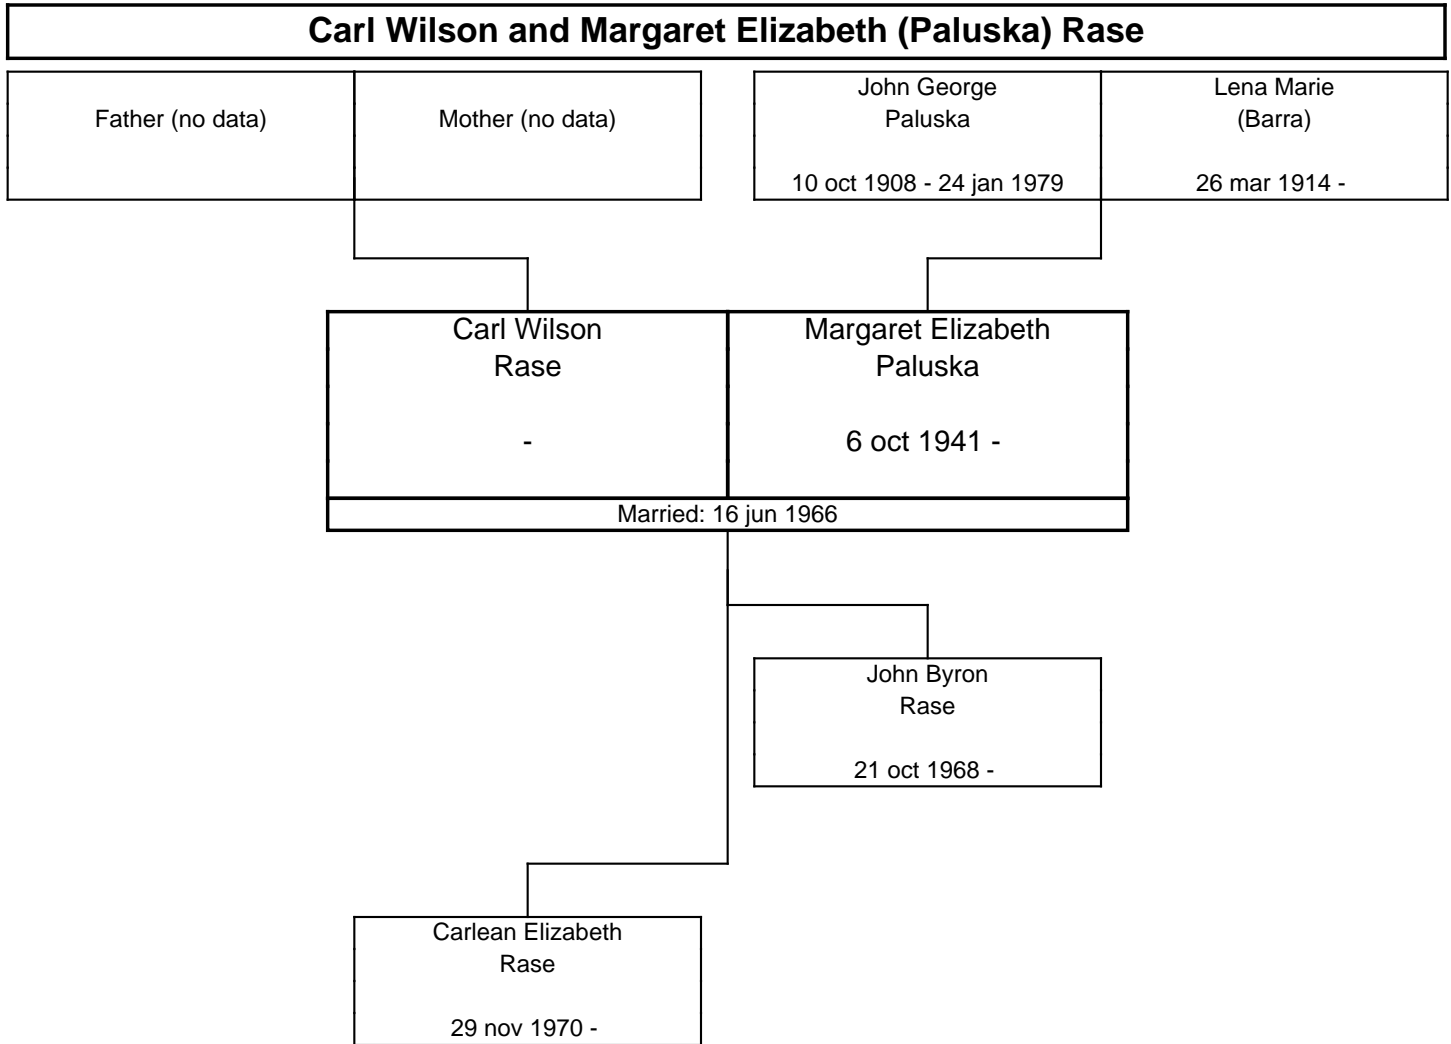 Carl Wilson and Margaret Elizabeth (Paluska) Rase
Father (no data)
Mother (no data)
John George
Paluska
10 oct 1908 - 24 jan 1979
Lena Marie
(Barra)
26 mar 1914 -
Carl Wilson
Rase
-
Margaret Elizabeth
Paluska
6 oct 1941 -
Married: 16 jun 1966
John Byron
Rase
21 oct 1968 -
Carlean Elizabeth
Rase
29 nov 1970 -